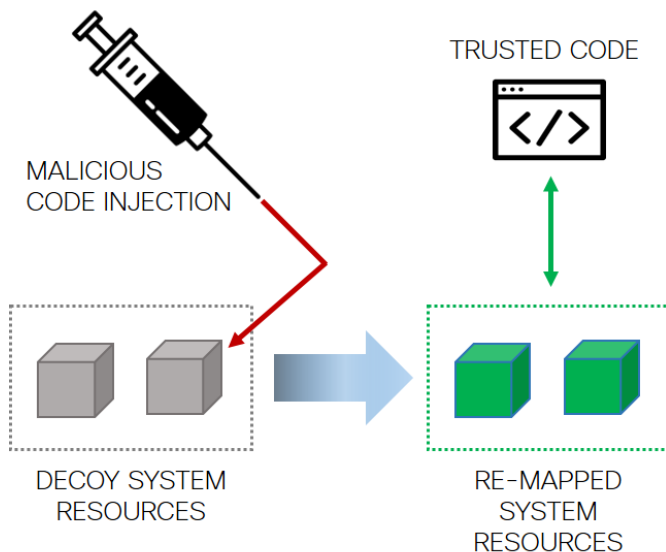 TRUSTED CODE
</>
MALICIOUS
CODE INJECTION
DECOY SYSTEM
RESOURCES
RE-MAPPED
SYSTEM
RESOURCES